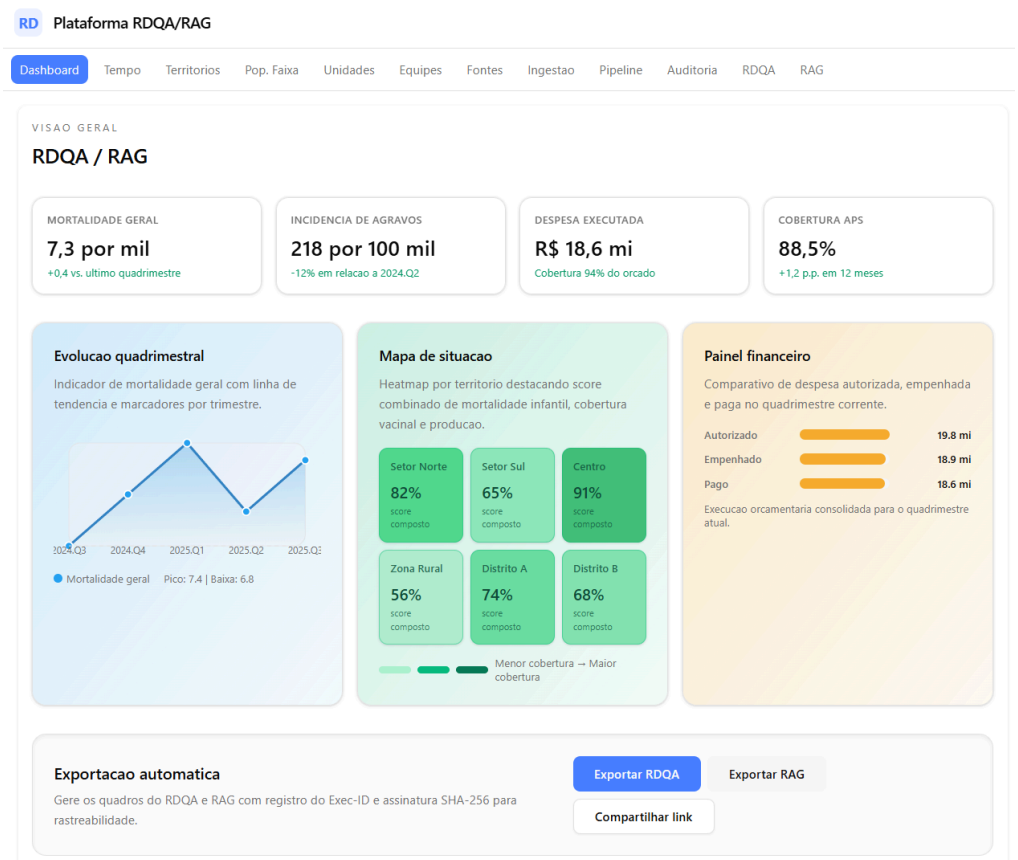 RD Plataforma RDQA/RAG
Dashboard Tempo Territorios Pop. Faixa Unidades Equipes Fontes Ingestao Pipeline Auditoria RDQA RAG
VISAO GERAL
RDQA / RAG
MORTALIDADE GERAL
7,3 por mil
+0,4 vs. ultimo quadrimestre
INCIDENCIA DE AGRAVOS
218 por 100 mil
-12% em relacao a 2024.Q2
DESPESA EXECUTADA
R$ 18,6 mi
Cobertura 94% do orcado
COBERTURA APS
88,5%
+1,2 p.p. em 12 meses
Evolucao quadrimestral
Indicador de mortalidade geral com linha de
tendencia e marcadores por trimestre.
2024.Q3 2024.Q4 2025.Q1 2025.Q2 2025.Q3
Mortalidade geral Pico: 7.4 | Baixa: 6.8
Mapa de situacao
Heatmap por territorio destacando score
combinado de mortalidade infantil, cobertura
vacinal e producao.
Setor Norte
82%
score
composto
Setor Sul
65%
score
composto
Centro
91%
score
composto
Zona Rural
56%
score
composto
Distrito A
74%
score
composto
Distrito B
68%
score
composto
Menor cobertura → Maior
cobertura
Painel financeiro
Comparativo de despesa autorizada, empenhada
e paga no quadrimestre corrente.
Autorizado 19.8 mi
Empenhado 18.9 mi
Pago 18.6 mi
Execucao orcamentaria consolidada para o quadrimestre
atual.
Exportacao automatica
Gere os quadros do RDQA e RAG com registro do Exec-ID e assinatura SHA-256 para
rastreabilidade.
Exportar RDQA Exportar RAG
Compartilhar link